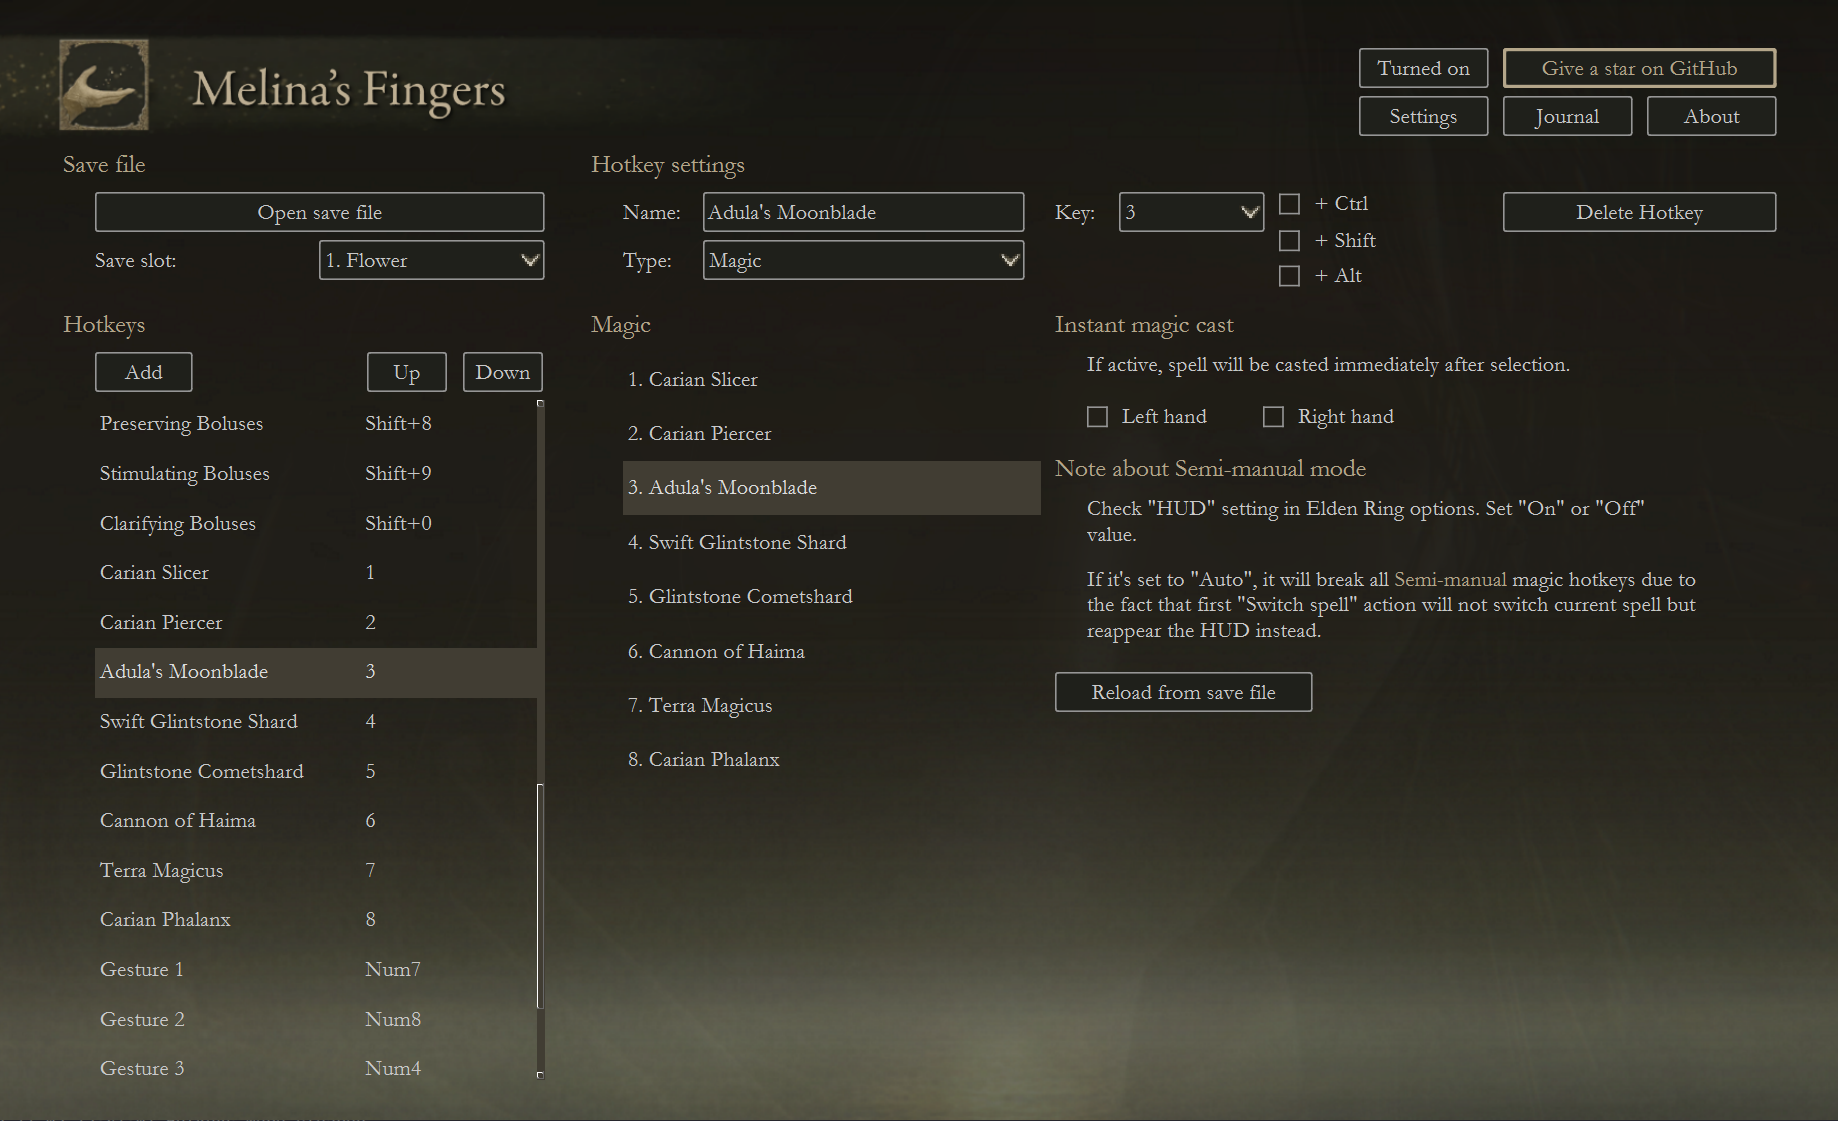 Melina's Fingers
Turned on
Give a star on GitHub
Settings
Journal
About
Save file
Open save file
Save slot:
1. Flower
Hotkey settings
Name:
Adula's Moonblade
Type:
Magic
Key:
3
+ Ctrl
+ Shift
+ Alt
Delete Hotkey
Hotkeys
Add
Up
Down
Preserving Boluses Shift+8
Stimulating Boluses Shift+9
Clarifying Boluses Shift+0
Carian Slicer 1
Carian Piercer 2
Adula's Moonblade 3
Swift Glintstone Shard 4
Glintstone Cometshard 5
Cannon of Haima 6
Terra Magicus 7
Carian Phalanx 8
Gesture 1 Num7
Gesture 2 Num8
Gesture 3 Num4
Magic
1. Carian Slicer
2. Carian Piercer
3. Adula's Moonblade
4. Swift Glintstone Shard
5. Glintstone Cometshard
6. Cannon of Haima
7. Terra Magicus
8. Carian Phalanx
Instant magic cast
If active, spell will be casted immediately after selection.
Left hand
Right hand
Note about Semi-manual mode
Check "HUD" setting in Elden Ring options. Set "On" or "Off"
value.
If it's set to "Auto", it will break all Semi-manual magic hotkeys due to
the fact that first "Switch spell" action will not switch current spell but
reappear the HUD instead.
Reload from save file